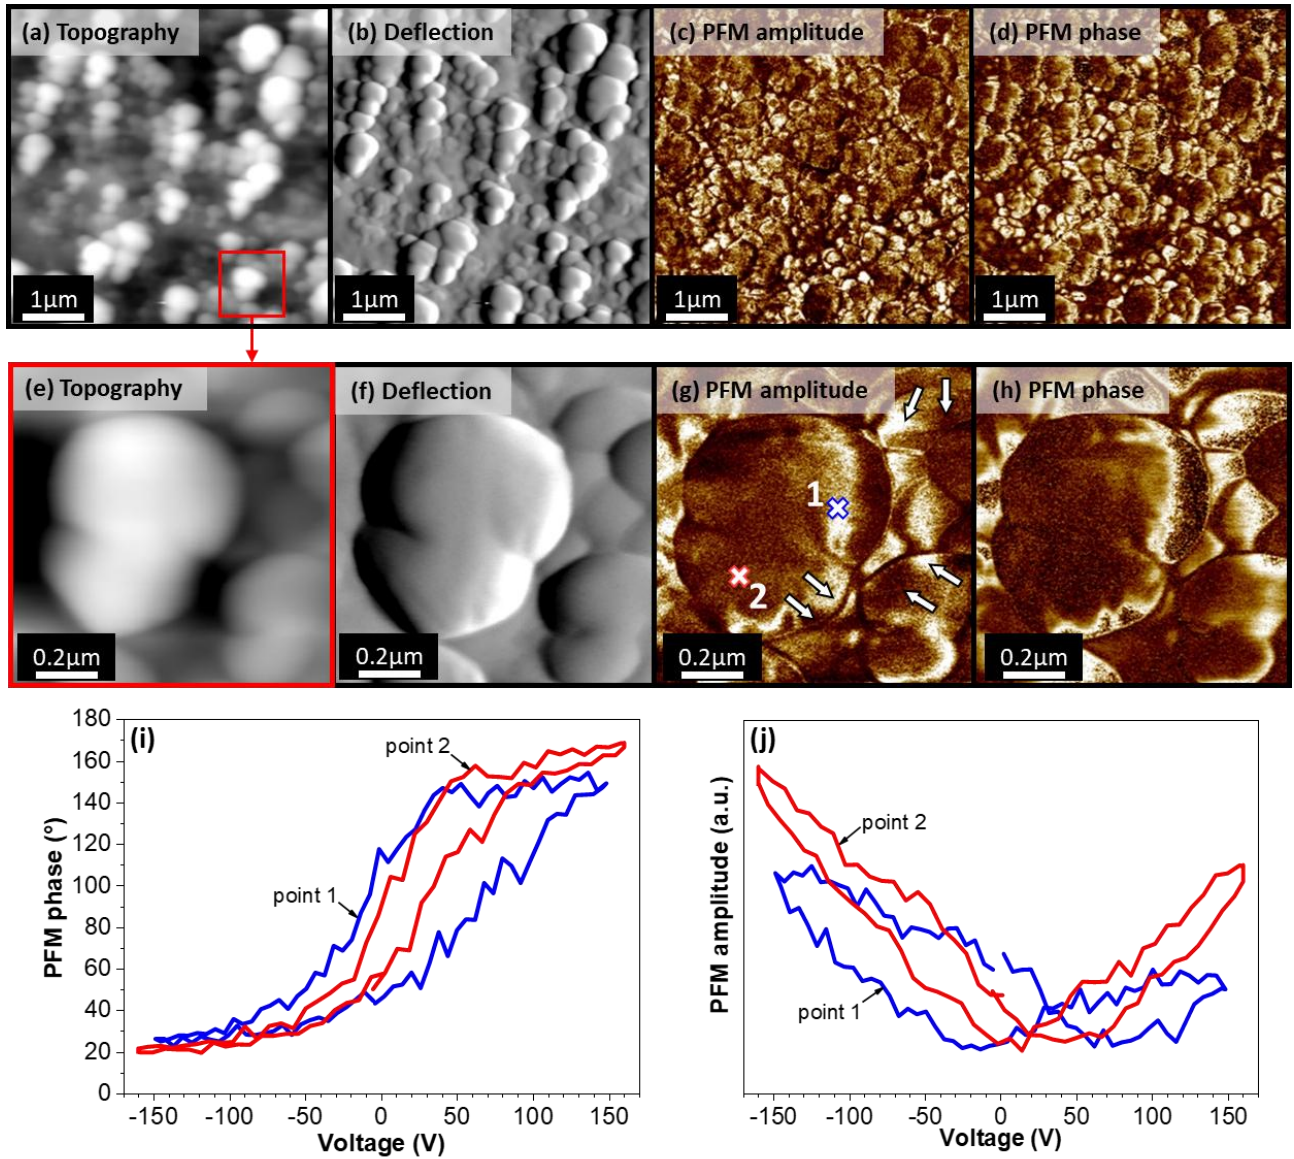 (a) Topography
(b) Deflection
(c) PFM amplitude
(d) PFM phase
1µm
1µm
1µm
1µm
(e) Topography
(f) Deflection
(g) PFM amplitude
(h) PFM phase
1
2
0.2µm
0.2µm
0.2µm
0.2µm
(i)
180
160
140
120
100
80
60
40
20
0
PFM phase (°)
point 2
point 1
-150
-100
-50
0
50
100
150
Voltage (V)
(j)
PFM amplitude (a.u.)
point 2
point 1
-150
-100
-50
0
50
100
150
Voltage (V)